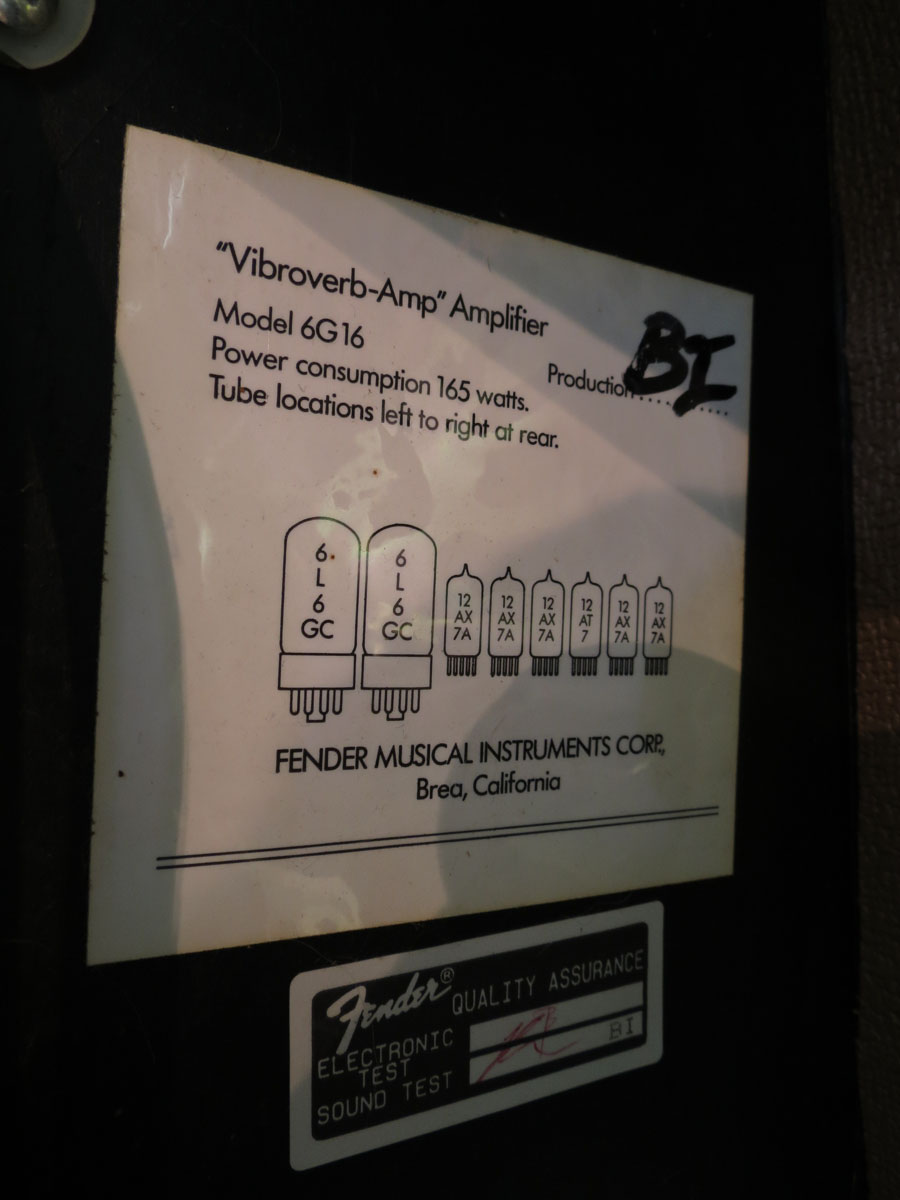 "Vibroverb-Amp" Amplifier
Model 6G16
Power consumption 165 watts.
Production BI
Tube locations left to right at rear.
6 L 6 GC
6 L 6 GC
12 AX 7A
12 AX 7A
12 AX 7A
12 AT 7
12 AX 7A
12 AX 7A
FENDER MUSICAL INSTRUMENTS CORP.,
Brea, California
Fender® QUALITY ASSURANCE
ELECTRONIC TEST
BI
SOUND TEST